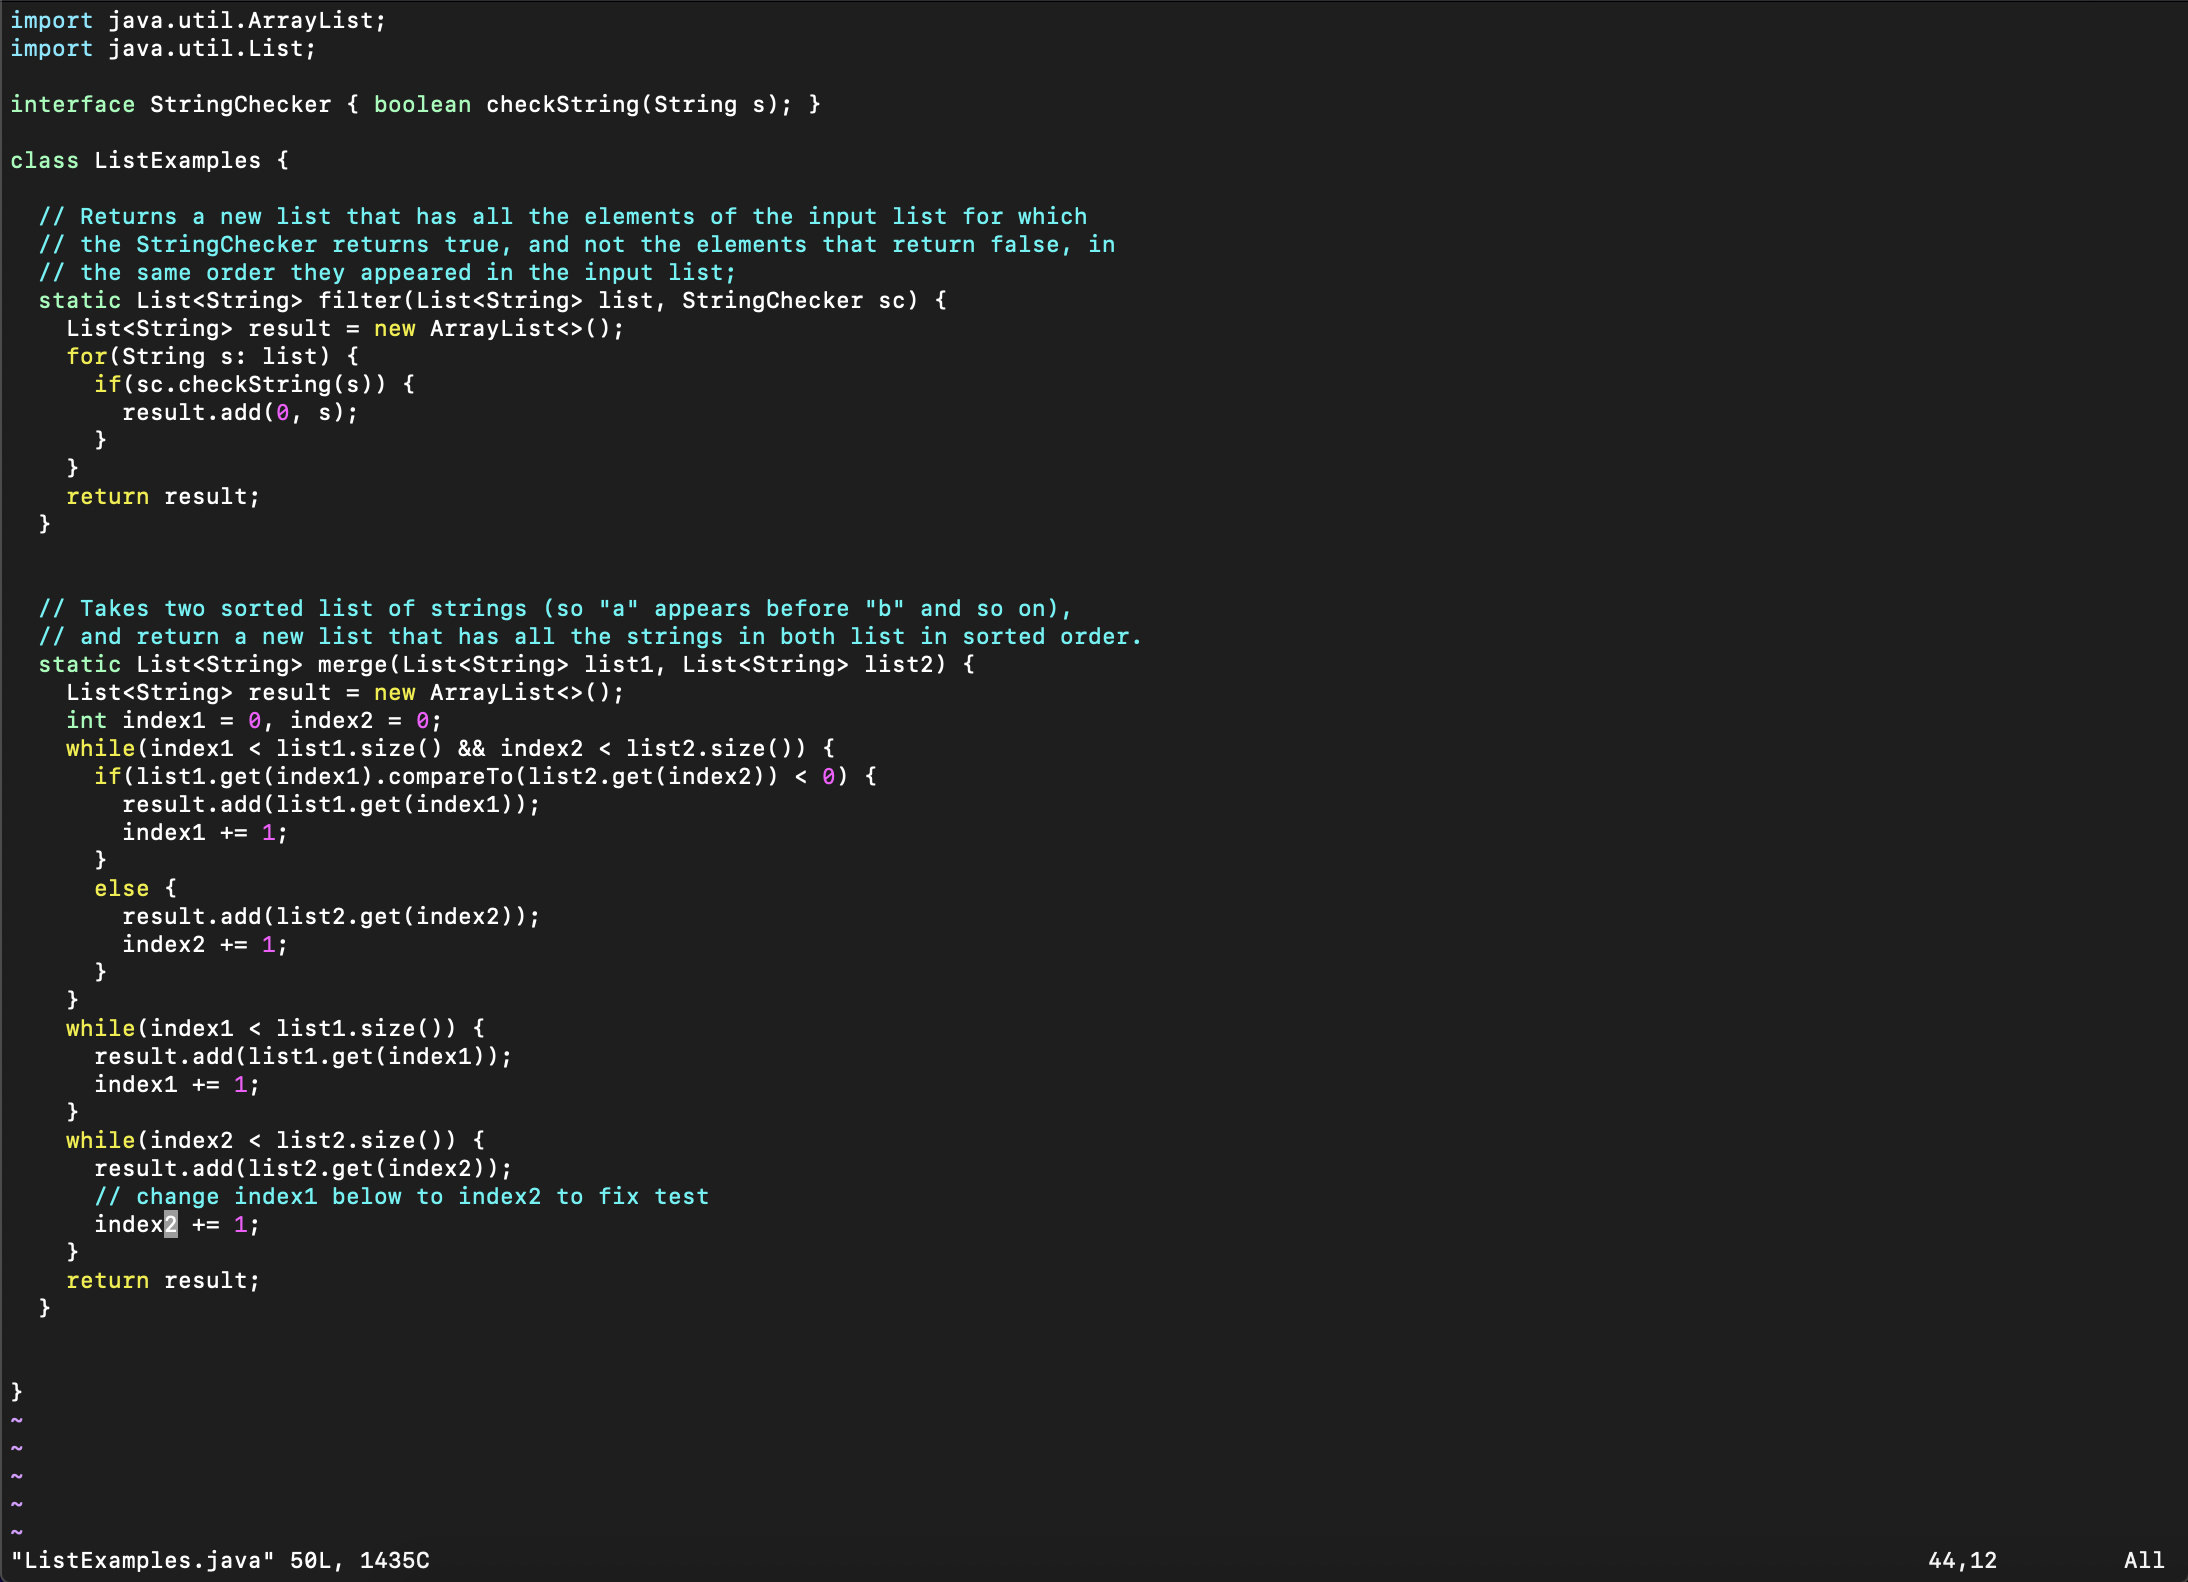 import java.util.ArrayList;
import java.util.List;

interface StringChecker { boolean checkString(String s); }

class ListExamples {

  // Returns a new list that has all the elements of the input list for which
  // the StringChecker returns true, and not the elements that return false, in
  // the same order they appeared in the input list;
  static List<String> filter(List<String> list, StringChecker sc) {
    List<String> result = new ArrayList<>();
    for(String s: list) {
      if(sc.checkString(s)) {
        result.add(0, s);
      }
    }
    return result;
  }


  // Takes two sorted list of strings (so "a" appears before "b" and so on),
  // and return a new list that has all the strings in both list in sorted order.
  static List<String> merge(List<String> list1, List<String> list2) {
    List<String> result = new ArrayList<>();
    int index1 = 0, index2 = 0;
    while(index1 < list1.size() && index2 < list2.size()) {
      if(list1.get(index1).compareTo(list2.get(index2)) < 0) {
        result.add(list1.get(index1));
        index1 += 1;
      }
      else {
        result.add(list2.get(index2));
        index2 += 1;
      }
    }
    while(index1 < list1.size()) {
      result.add(list1.get(index1));
      index1 += 1;
    }
    while(index2 < list2.size()) {
      result.add(list2.get(index2));
      // change index1 below to index2 to fix test
      index2 += 1;
    }
    return result;
  }


}
~
~
~
~
~
"ListExamples.java" 50L, 1435C 44,12 All